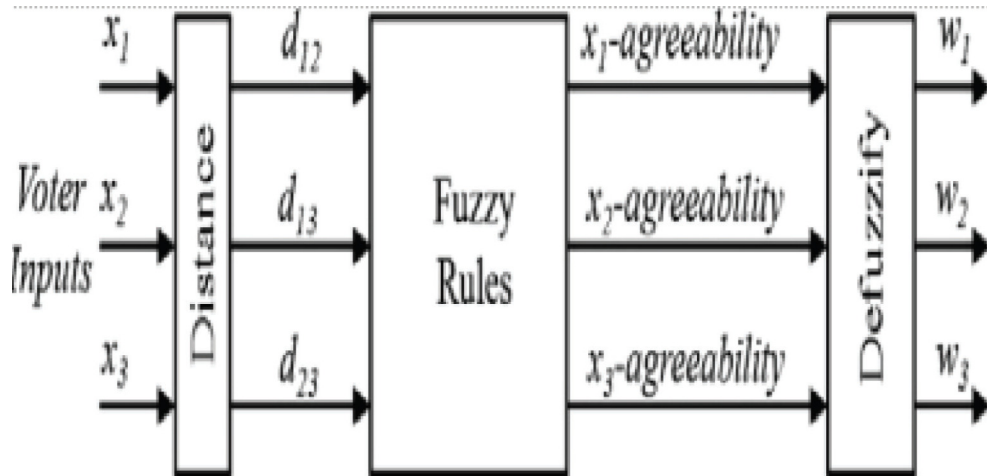 x₁ d₁₂ x₁-agreeability w₁
Voter x₂ d₁₃ x₂-agreeability w₂
Inputs
Distance
Fuzzy
Rules
Defuzzify
x₃ d₂₃ x₃-agreeability w₃